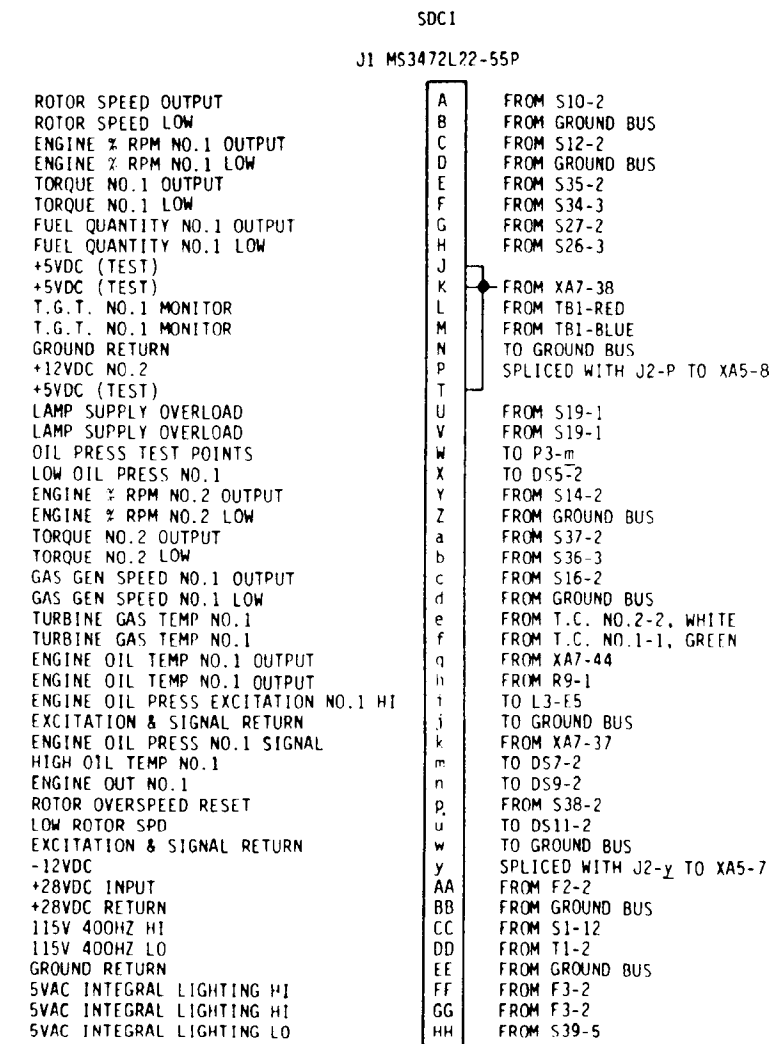 SDC1
J1 MS3472L22-55P
ROTOR SPEED OUTPUT A FROM S10-2
ROTOR SPEED LOW B FROM GROUND BUS
ENGINE % RPM NO.1 OUTPUT C FROM S12-2
ENGINE % RPM NO.1 LOW D FROM GROUND BUS
TORQUE NO.1 OUTPUT E FROM S35-2
TORQUE NO.1 LOW F FROM S34-3
FUEL QUANTITY NO.1 OUTPUT G FROM S27-2
FUEL QUANTITY NO.1 LOW H FROM S26-3
+5VDC (TEST) J
+5VDC (TEST) K FROM XA7-38
T.G.T. NO.1 MONITOR L FROM TB1-RED
T.G.T. NO.1 MONITOR M FROM TB1-BLUE
GROUND RETURN N TO GROUND BUS
+12VDC NO.2 P SPLICED WITH J2-P TO XA5-8
+5VDC (TEST) T
LAMP SUPPLY OVERLOAD U FROM S19-1
LAMP SUPPLY OVERLOAD V FROM S19-1
OIL PRESS TEST POINTS W TO P3-m
LOW OIL PRESS NO.1 X TO DS5-2
ENGINE % RPM NO.2 OUTPUT Y FROM S14-2
ENGINE % RPM NO.2 LOW Z FROM GROUND BUS
TORQUE NO.2 OUTPUT a FROM S37-2
TORQUE NO.2 LOW b FROM S36-3
GAS GEN SPEED NO.1 OUTPUT c FROM S16-2
GAS GEN SPEED NO.1 LOW d FROM GROUND BUS
TURBINE GAS TEMP NO.1 e FROM T.C. NO.2-2, WHITE
TURBINE GAS TEMP NO.1 f FROM T.C. NO.1-1, GREEN
ENGINE OIL TEMP NO.1 OUTPUT g FROM XA7-44
ENGINE OIL TEMP NO.1 OUTPUT h FROM R9-1
ENGINE OIL PRESS EXCITATION NO.1 HI i TO L3-E5
EXCITATION & SIGNAL RETURN j TO GROUND BUS
ENGINE OIL PRESS NO.1 SIGNAL k FROM XA7-37
HIGH OIL TEMP NO.1 m TO DS7-2
ENGINE OUT NO.1 n TO DS9-2
ROTOR OVERSPEED RESET p FROM S38-2
LOW ROTOR SPD u TO DS11-2
EXCITATION & SIGNAL RETURN w TO GROUND BUS
-12VDC y SPLICED WITH J2-y TO XA5-7
+28VDC INPUT AA FROM F2-2
+28VDC RETURN BB FROM GROUND BUS
115V 400HZ HI CC FROM S1-12
115V 400HZ LO DD FROM T1-2
GROUND RETURN EE FROM GROUND BUS
5VAC INTEGRAL LIGHTING HI FF FROM F3-2
5VAC INTEGRAL LIGHTING HI GG FROM F3-2
5VAC INTEGRAL LIGHTING LO HH FROM S39-5